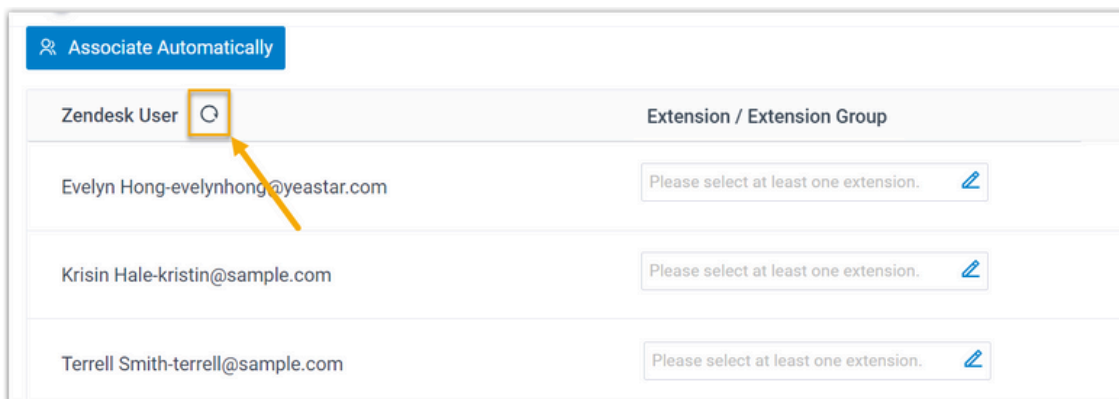 Associate Automatically
Zendesk User
Extension / Extension Group
Evelyn Hong-evelynhong@yeastar.com
Please select at least one extension.
Krisin Hale-kristin@sample.com
Please select at least one extension.
Terrell Smith-terrell@sample.com
Please select at least one extension.